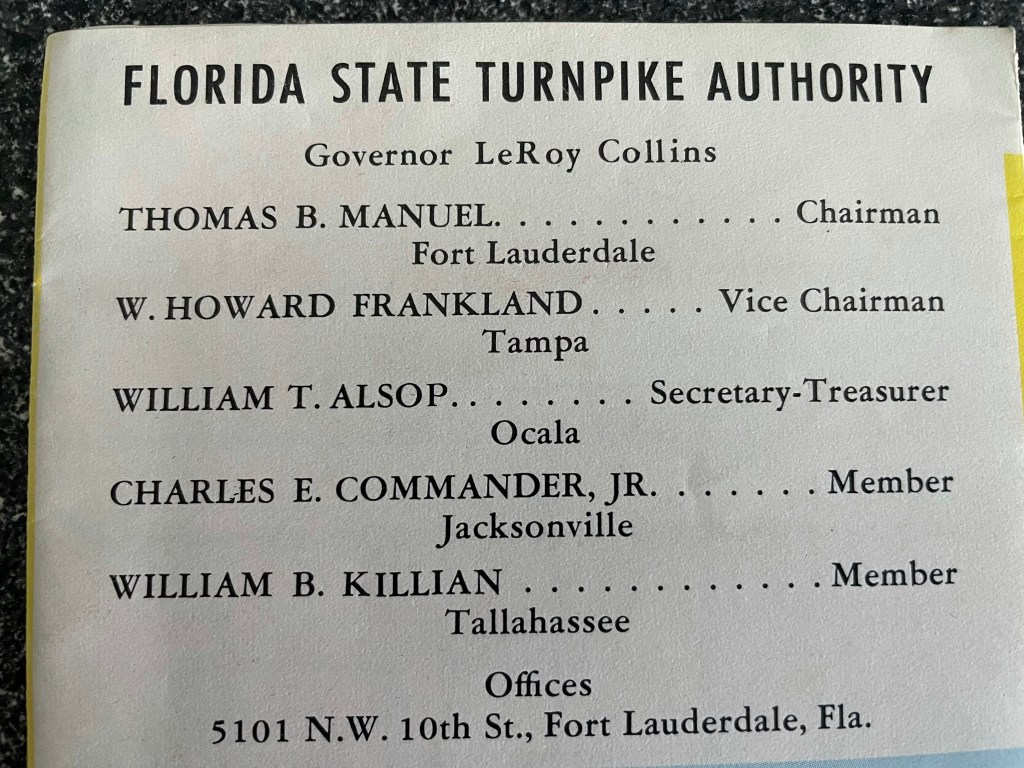 FLORIDA STATE TURNPIKE AUTHORITY
Governor LeRoy Collins
THOMAS B. MANUEL. . . . . . . . . . . . Chairman
Fort Lauderdale
W. HOWARD FRANKLAND . . . . . Vice Chairman
Tampa
WILLIAM T. ALSOP. . . . . . . . Secretary-Treasurer
Ocala
CHARLES E. COMMANDER, JR. . . . . . . Member
Jacksonville
WILLIAM B. KILLIAN . . . . . . . . . . . . Member
Tallahassee
Offices
5101 N.W. 10th St., Fort Lauderdale, Fla.